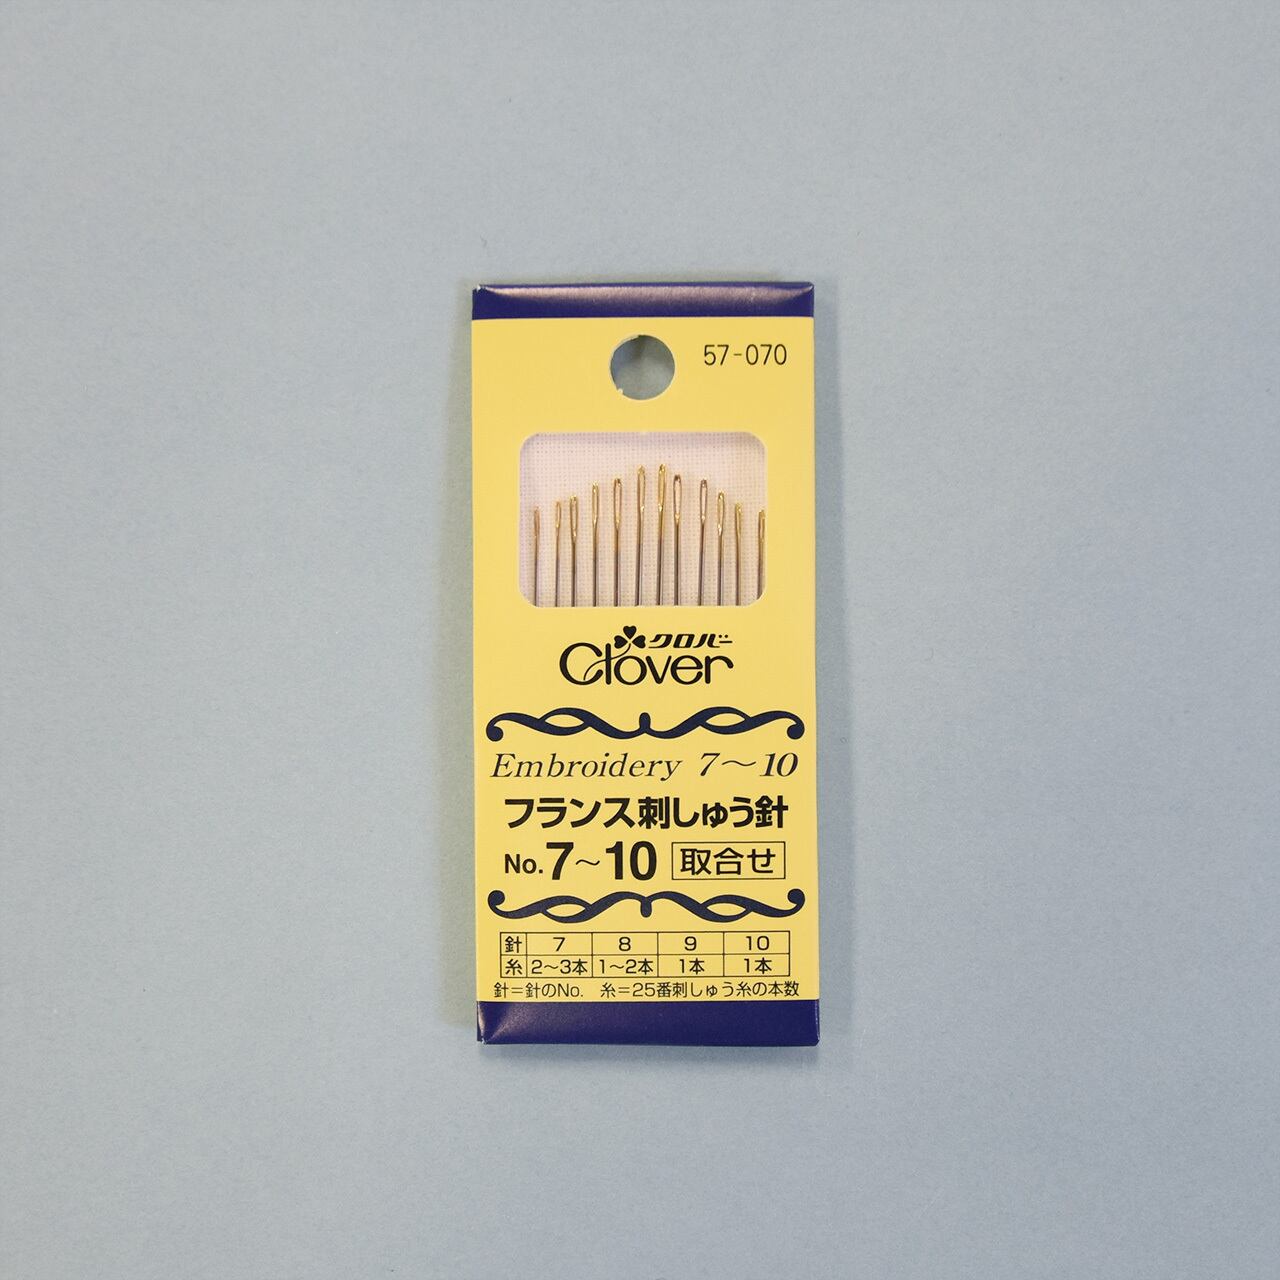 57-070
クロバー
Clover
Embroidery 7〜10
フランス刺しゅう針
No.7〜10 取合せ
針 7 8 9 10
糸 2〜3本 1〜2本 1本 1本
針=針のNo. 糸=25番刺しゅう糸の本数